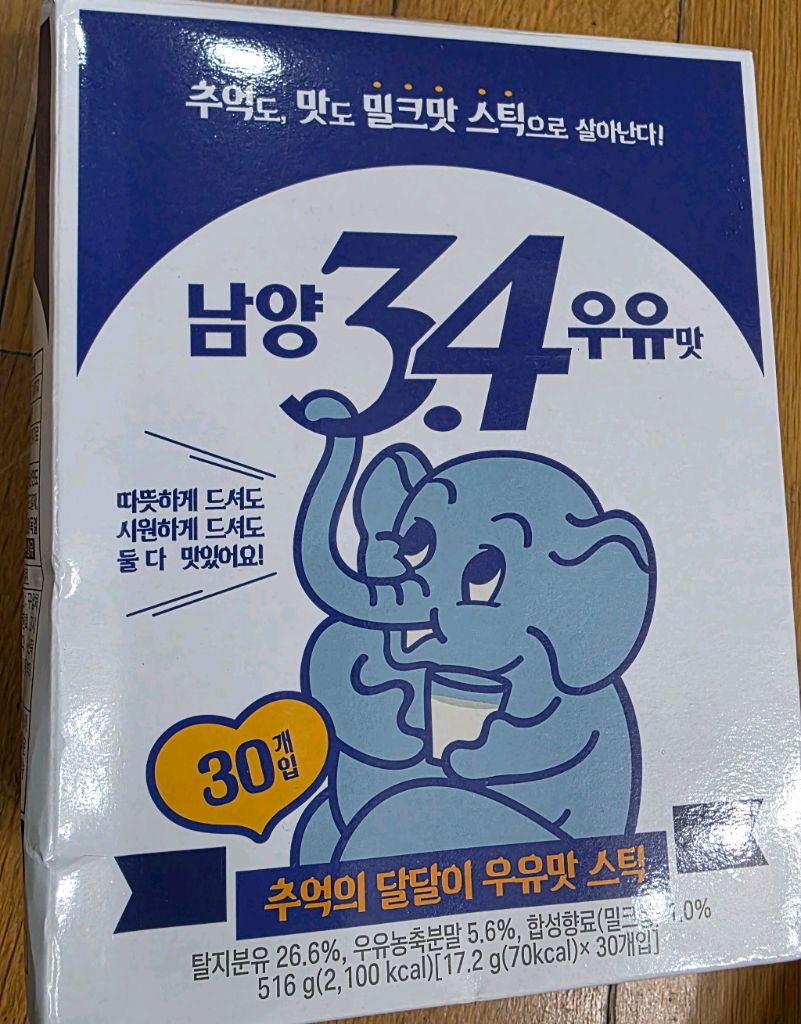 추억도, 맛도 밀크맛 스틱으로 살아난다!
남양 3.4 우유맛
따뜻하게 드셔도
시원하게 드셔도
둘 다 맛있어요!
30개입
추억의 달달이 우유맛 스틱
탈지분유 26.6%, 우유농축분말 5.6%, 합성향료(밀크 1.0%
516 g(2,100 kcal)[17.2 g(70kcal)× 30개입]